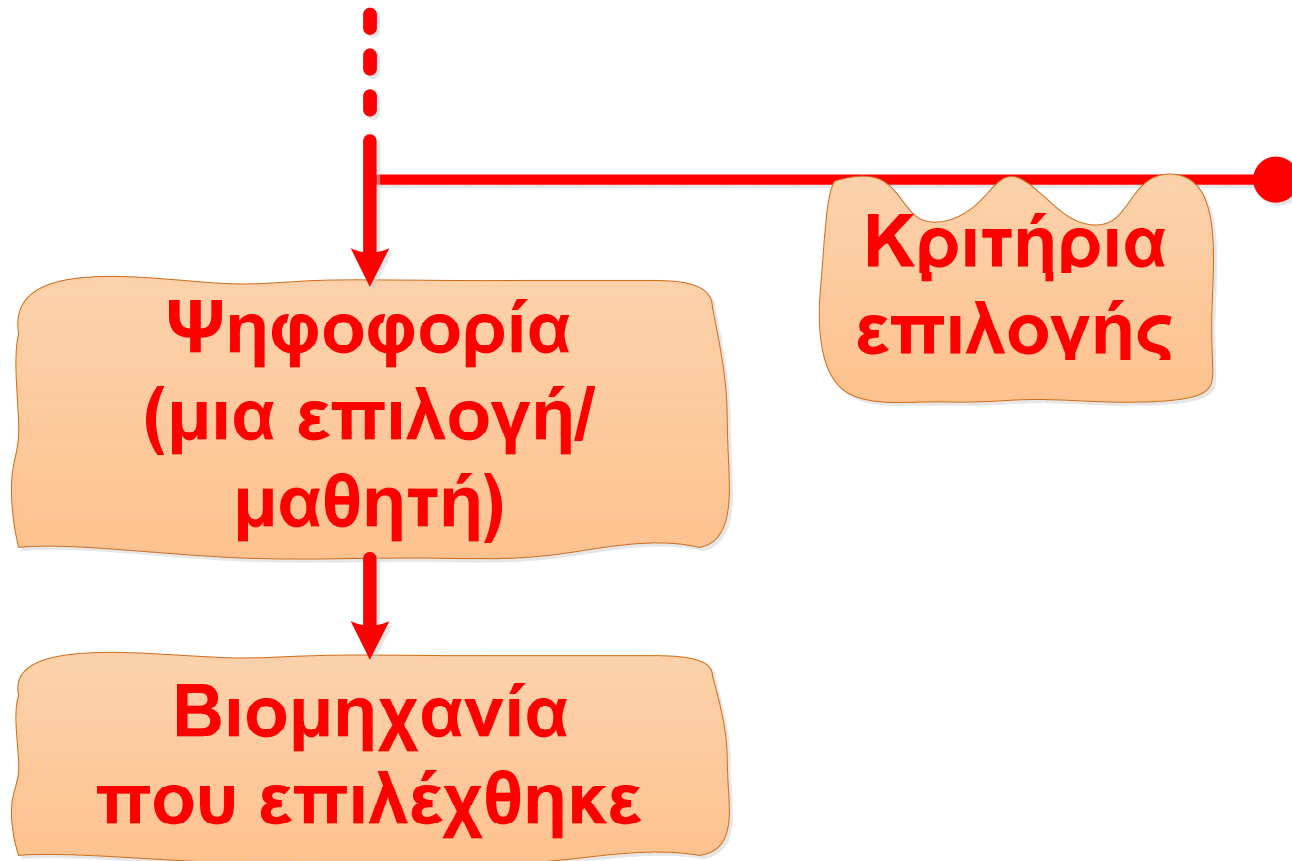 Κριτήρια
επιλογής
Ψηφοφορία
(μια επιλογή/
μαθητή)
Βιομηχανία
που επιλέχθηκε